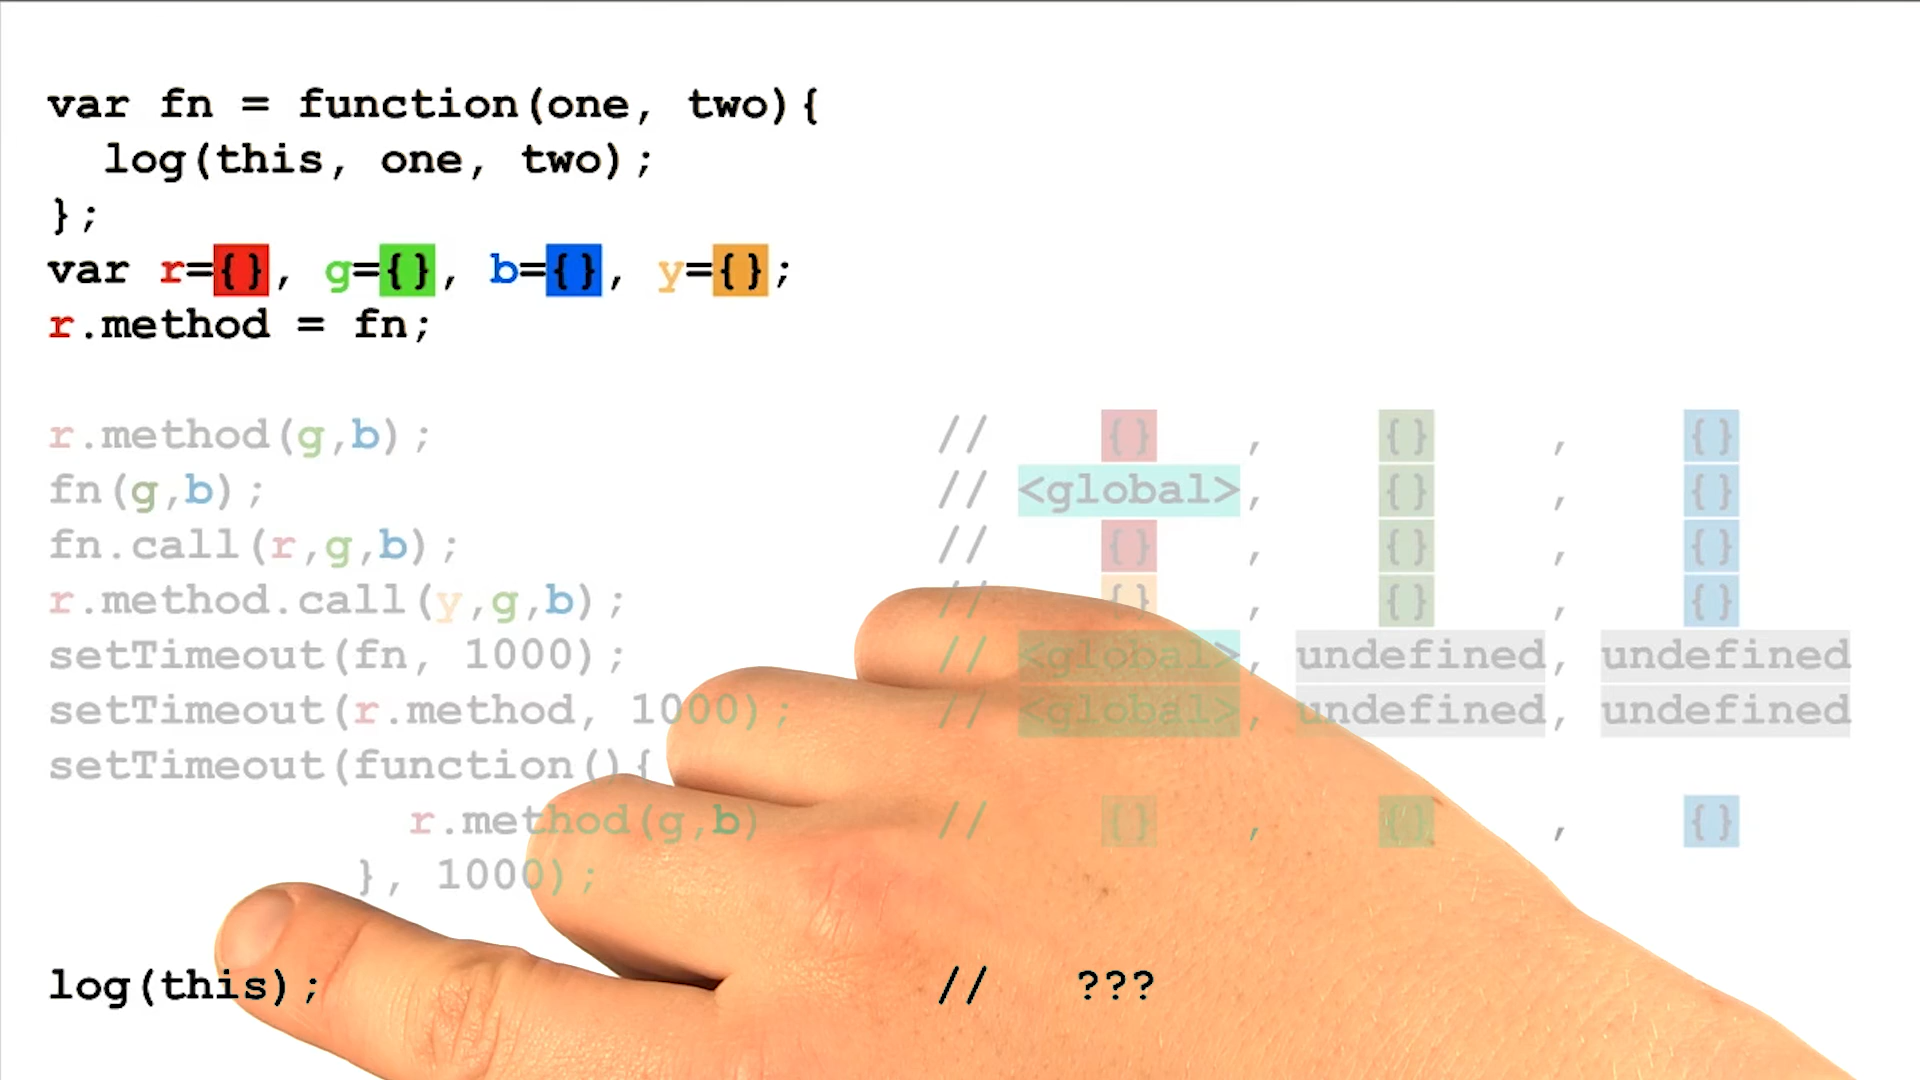 var fn = function(one, two){
log(this, one, two);
};
var r={}, g={}, b={}, y={};
r.method = fn;
r.method(g,b); // {} , {} , {}
fn(g,b); // <global>, {} , {}
fn.call(r,g,b); // {} , {} , {}
r.method.call(y,g,b); // {} , {} , {}
setTimeout(fn, 1000); // <global>, undefined, undefined
setTimeout(r.method, 1000); // <global>, undefined, undefined
setTimeout(function(){
r.method(g,b) // {} , {} , {}
}, 1000);
log(this); // ???